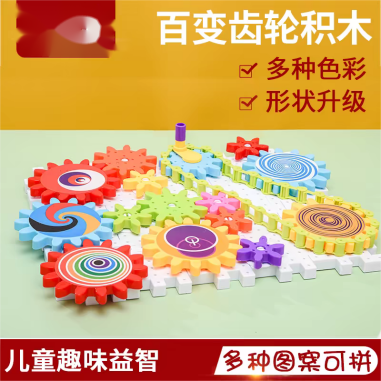 百变齿轮积木
多种色彩
形状升级
儿童趣味益智
多种图案可拼